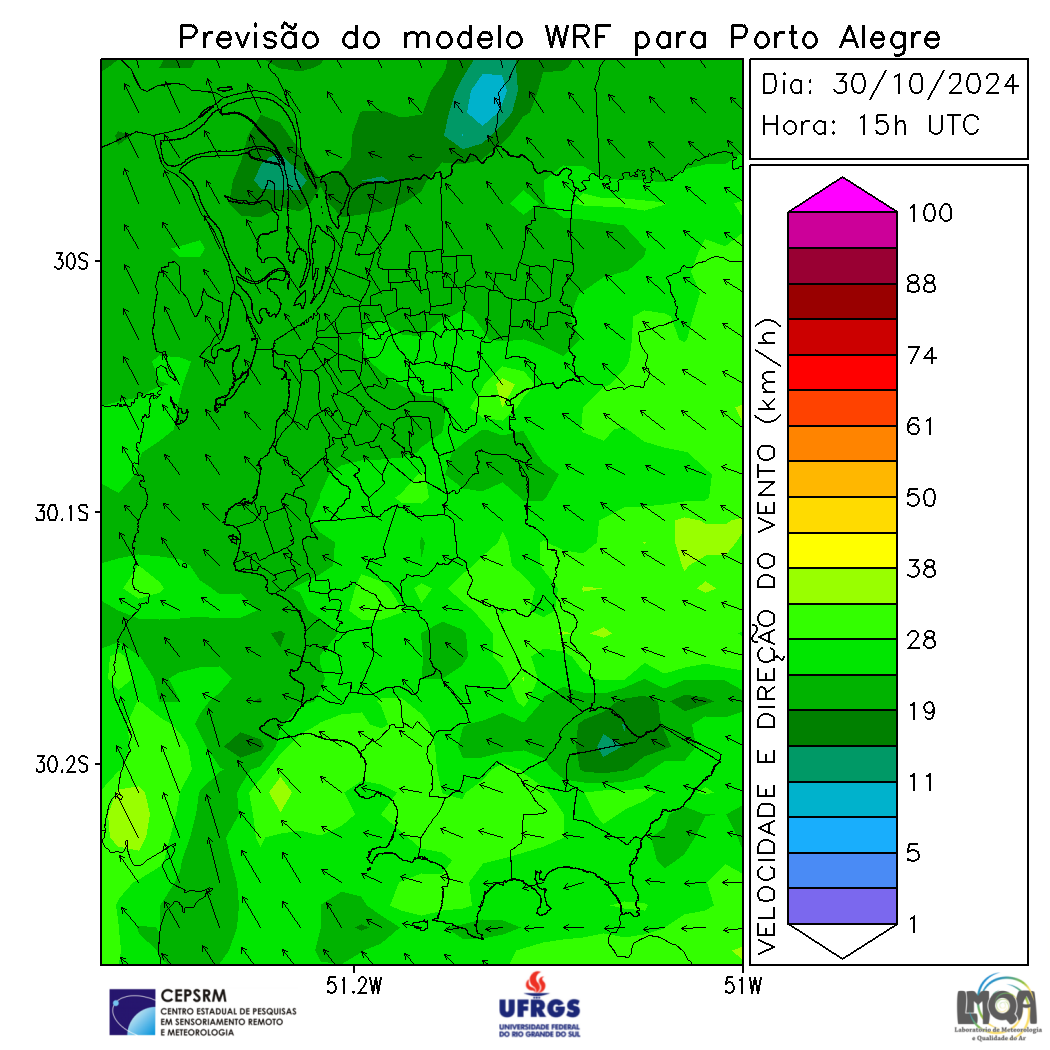 Previsão do modelo WRF para Porto Alegre
Dia: 30/10/2024
Hora: 15h UTC
30S
30.1S
30.2S
51.2W
51W
VELOCIDADE E DIREÇÃO DO VENTO (km/h)
100
88
74
61
50
38
28
19
11
5
1
CEPSRM
CENTRO ESTADUAL DE PESQUISAS
EM SENSORIAMENTO REMOTO
E METEOROLOGIA
UFRGS
UNIVERSIDADE FEDERAL
DO RIO GRANDE DO SUL
LMQA
Laboratório de Meteorologia
e Qualidade do Ar